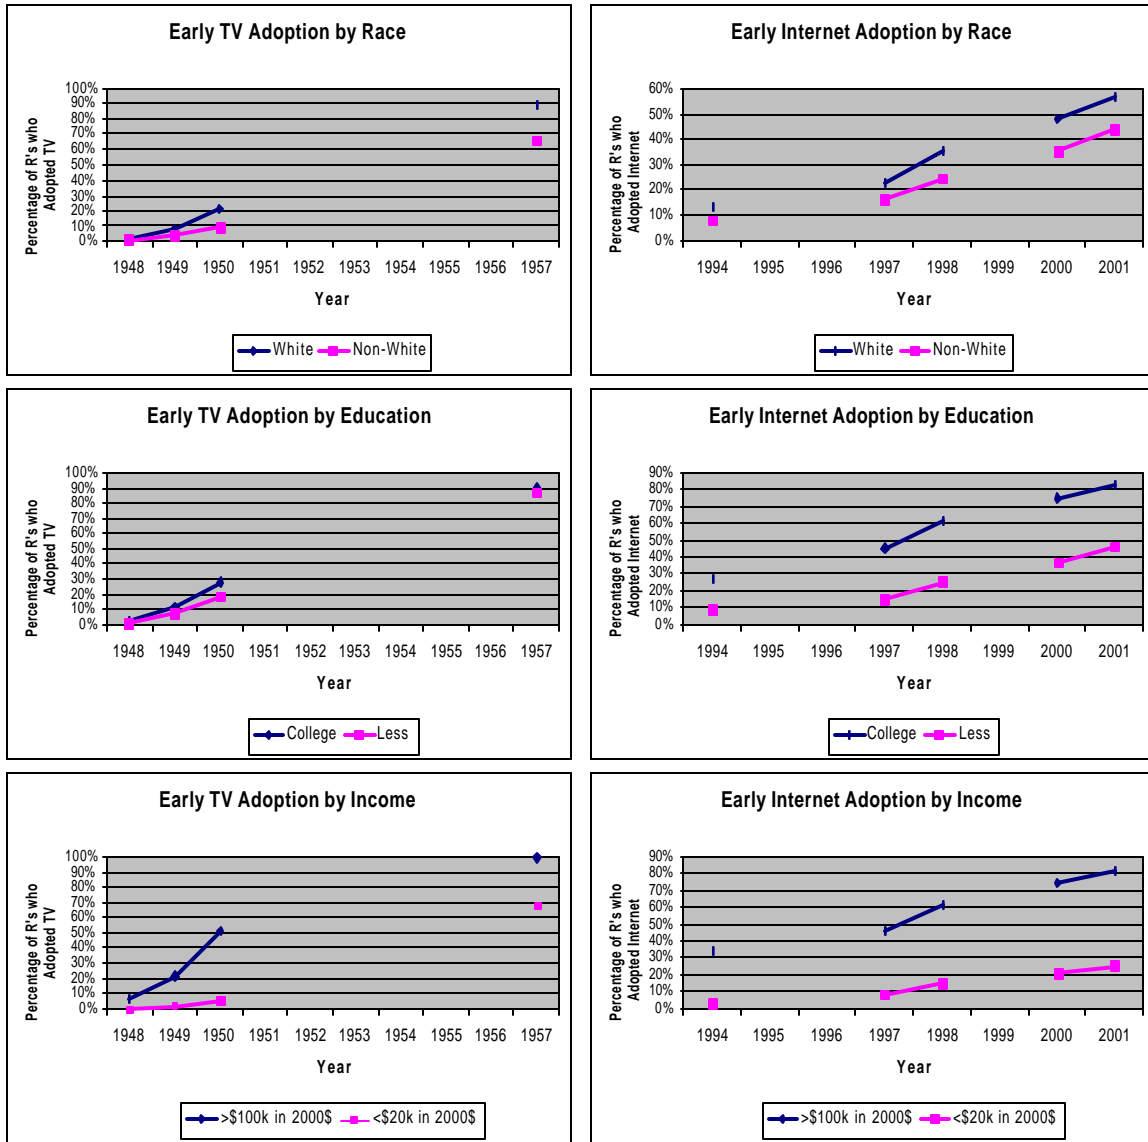 Early TV Adoption by Race
Percentage of R's who
Adopted TV
100%
90%
80%
70%
60%
50%
40%
30%
20%
10%
0%
1948 1949 1950 1951 1952 1953 1954 1955 1956 1957
Year
White Non-White
Early Internet Adoption by Race
Percentage of R's who
Adopted Internet
60%
50%
40%
30%
20%
10%
0%
1994 1995 1996 1997 1998 1999 2000 2001
Year
White Non-White
Early TV Adoption by Education
Percentage of R's who
Adopted TV
100%
90%
80%
70%
60%
50%
40%
30%
20%
10%
0%
1948 1949 1950 1951 1952 1953 1954 1955 1956 1957
Year
College Less
Early Internet Adoption by Education
Percentage of R's who
Adopted Internet
90%
80%
70%
60%
50%
40%
30%
20%
10%
0%
1994 1995 1996 1997 1998 1999 2000 2001
Year
College Less
Early TV Adoption by Income
Percentage of R's who
Adopted TV
100%
90%
80%
70%
60%
50%
40%
30%
20%
10%
0%
1948 1949 1950 1951 1952 1953 1954 1955 1956 1957
Year
>$100k in 2000$ <$20k in 2000$
Early Internet Adoption by Income
Percentage of R's who
Adopted Internet
90%
80%
70%
60%
50%
40%
30%
20%
10%
0%
1994 1995 1996 1997 1998 1999 2000 2001
Year
>$100k in 2000$ <$20k in 2000$